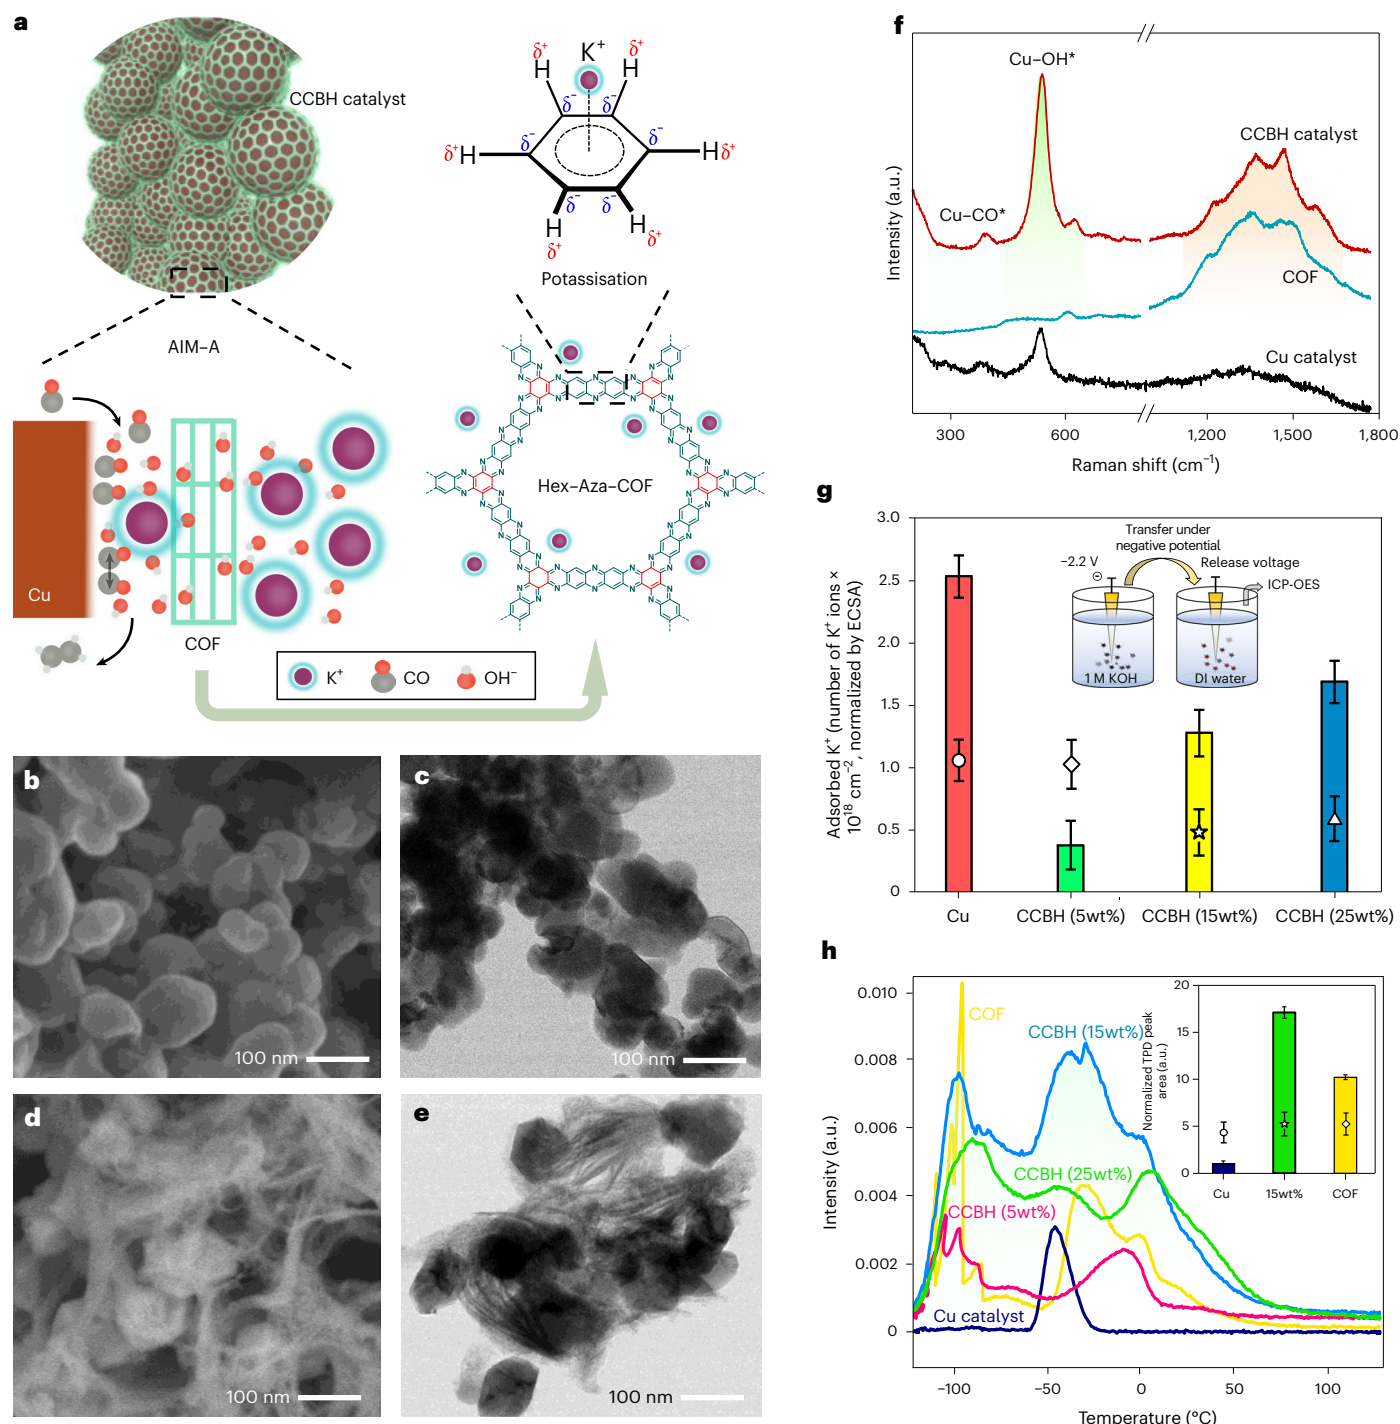 a
CCBH catalyst
K⁺
δ⁺
δ⁺
H
H
δ⁻
δ⁻
δ⁻
δ⁻
δ⁺H
Hδ⁺
δ⁻
δ⁻
H
H
δ⁺
δ⁺
Potassisation
AIM–A
Cu
COF
Hex–Aza–COF
K⁺
CO
OH⁻
b
100 nm
c
100 nm
d
100 nm
e
100 nm
f
Intensity (a.u.)
Cu–OH*
Cu–CO*
CCBH catalyst
COF
Cu catalyst
300
600
1,200
1,500
1,800
Raman shift (cm⁻¹)
g
Adsorbed K⁺ (number of K⁺ ions ×
10¹⁸ cm⁻², normalized by ECSA)
3.0
2.5
2.0
1.5
1.0
0.5
0
Transfer under
negative potential
−2.2 V
Release voltage
ICP-OES
1 M KOH
DI water
Cu
CCBH (5wt%)
CCBH (15wt%)
CCBH (25wt%)
h
Intensity (a.u.)
0.010
0.008
0.006
0.004
0.002
0
COF
CCBH (15wt%)
CCBH (25wt%)
CCBH (5wt%)
Cu catalyst
Normalized TPD peak
area (a.u.)
20
15
10
5
0
Cu
15wt%
COF
−100
−50
0
50
100
Temperature (°C)